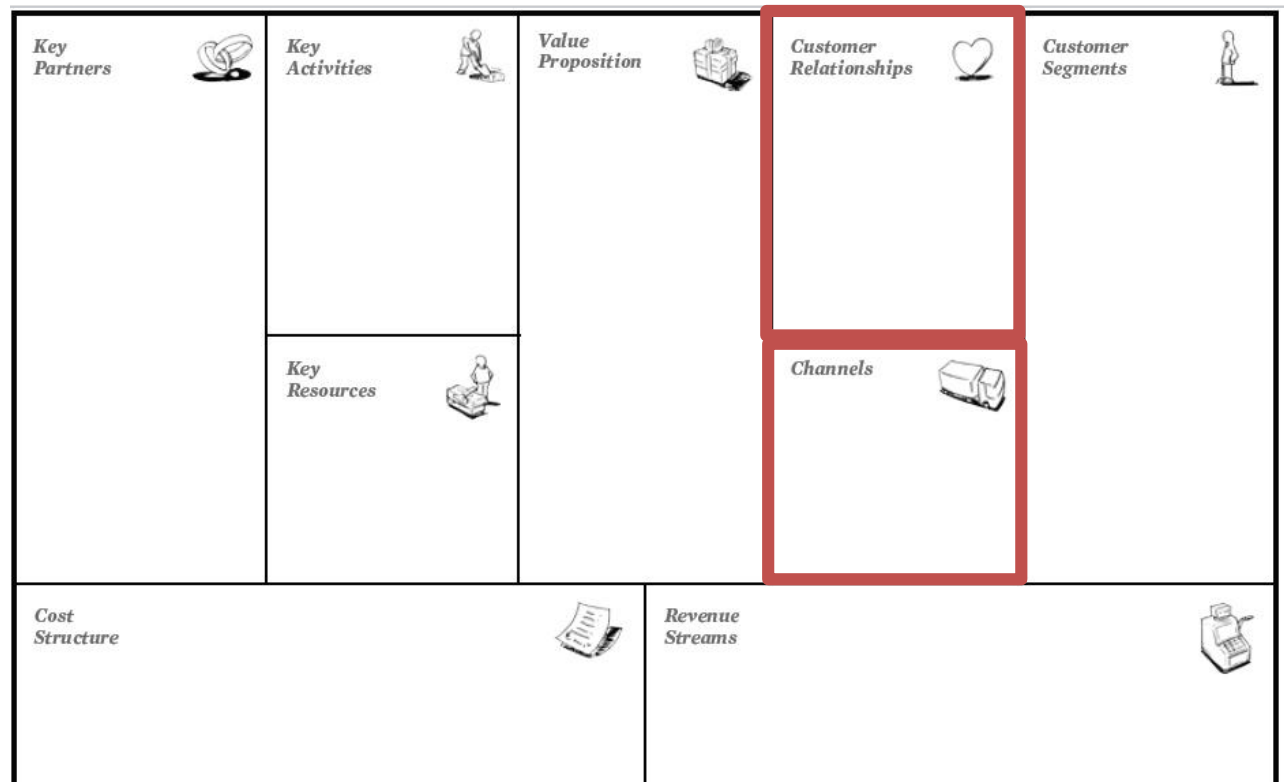 Key
Partners
Key
Activities
Value
Proposition
Customer
Relationships
Customer
Segments
Key
Resources
Channels
Cost
Structure
Revenue
Streams